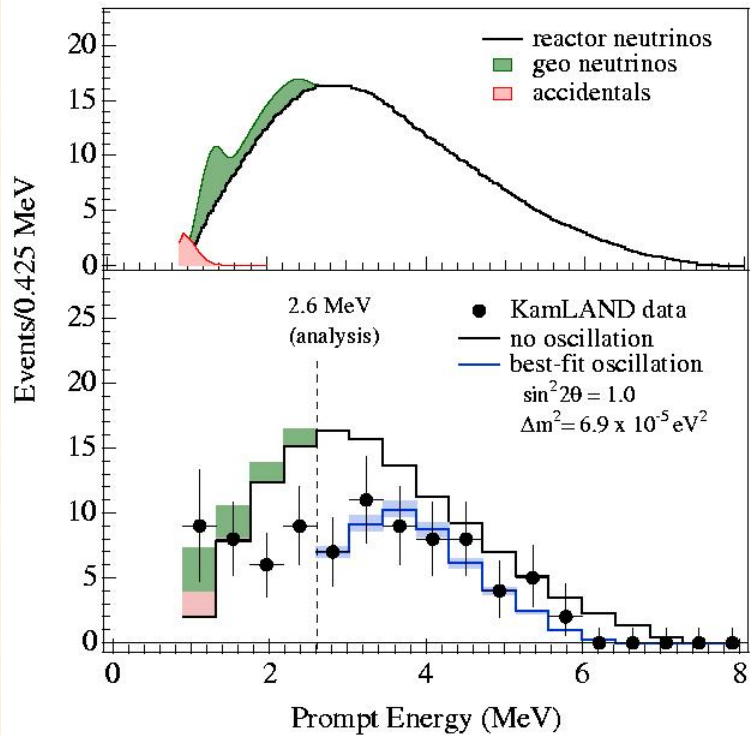 20
15
10
5
0
reactor neutrinos
geo neutrinos
accidentals
Events/0.425 MeV
25
20
15
10
5
0
2.6 MeV
(analysis)
KamLAND data
no oscillation
best-fit oscillation
sin²2θ = 1.0
Δm²= 6.9 x 10⁻⁵ eV²
0 2 4 6 8
Prompt Energy (MeV)